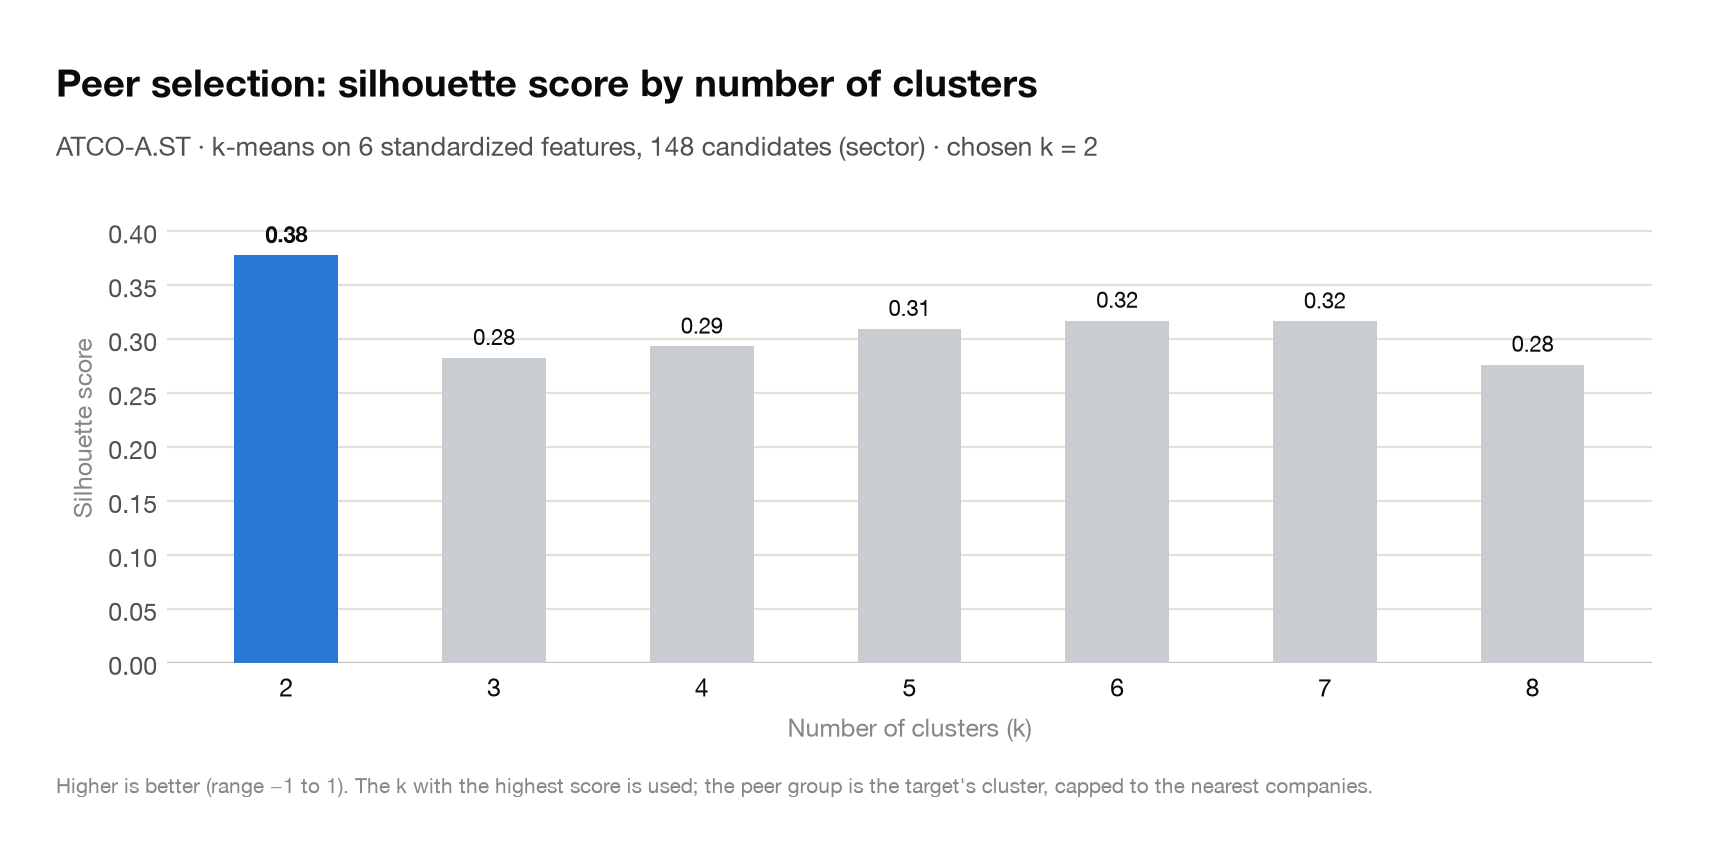 Peer selection: silhouette score by number of clusters
ATCO-A.ST · k-means on 6 standardized features, 148 candidates (sector) · chosen k = 2
Silhouette score
0.40
0.35
0.30
0.25
0.20
0.15
0.10
0.05
0.00
0.38
0.28
0.29
0.31
0.32
0.32
0.28
2 3 4 5 6 7 8
Number of clusters (k)
Higher is better (range −1 to 1). The k with the highest score is used; the peer group is the target's cluster, capped to the nearest companies.